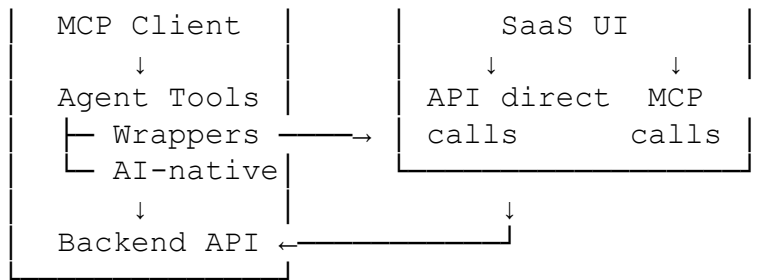 MCP Client SaaS UI
↓ ↓ ↓
Agent Tools API direct MCP
├─ Wrappers ────→ calls calls
└─ AI-native
↓ ↓
Backend API ←───────────┘